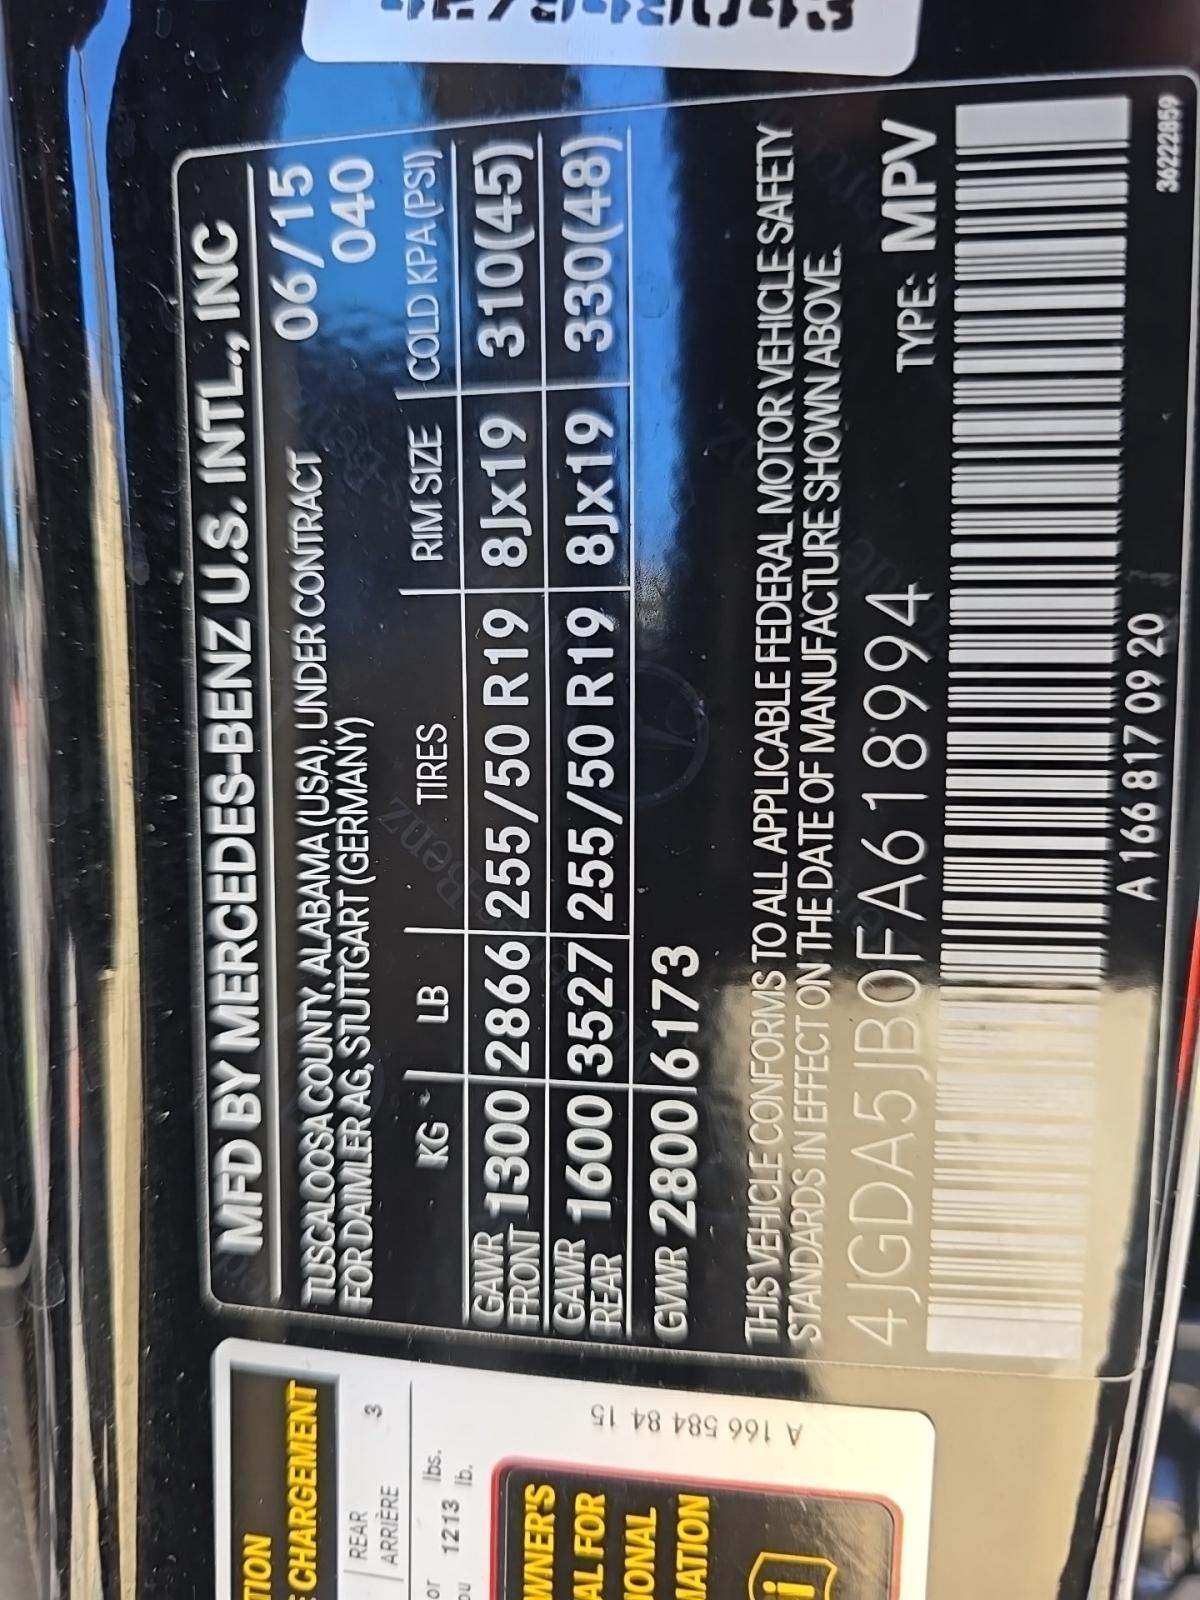 MFD BY MERCEDES-BENZ U.S. INTL., INC
TUSCALOOSA COUNTY, ALABAMA (USA), UNDER CONTRACT 06/15
FOR DAIMLER AG, STUTTGART (GERMANY) 040
KG LB TIRES RIM SIZE COLD KPA (PSI)
GAWR FRONT 1300 2866 255/50 R19 8Jx19 310(45)
GAWR REAR 1600 3527 255/50 R19 8Jx19 330(48)
GVWR 2800 6173
THIS VEHICLE CONFORMS TO ALL APPLICABLE FEDERAL MOTOR VEHICLE SAFETY
STANDARDS IN EFFECT ON THE DATE OF MANUFACTURE SHOWN ABOVE.
4JGDA5JB0FA618994 TYPE: MPV
A 166 817 09 20
36222859
CHARGEMENT
REAR 3
ARRIÈRE
or lbs.
ou 1213 lb.
A 166 584 84 15